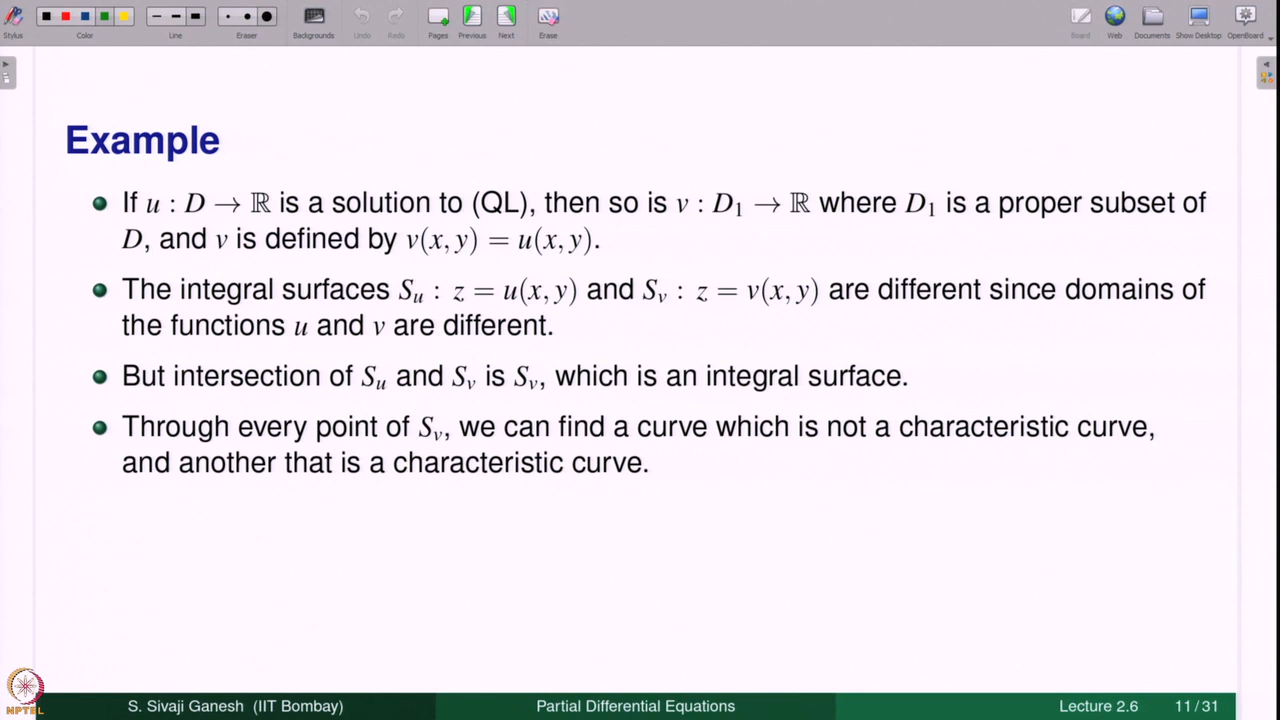 Stylus
Color
Line
Eraser
Backgrounds
Undo
Redo
Pages
Previous
Next
Erase
Board
Web
Documents
Show Desktop
OpenBoard
Example
If u : D → ℝ is a solution to (QL), then so is v : D₁ → ℝ where D₁ is a proper subset of
D, and v is defined by v(x, y) = u(x, y).
The integral surfaces Sᵤ : z = u(x, y) and Sᵥ : z = v(x, y) are different since domains of
the functions u and v are different.
But intersection of Sᵤ and Sᵥ is Sᵥ, which is an integral surface.
Through every point of Sᵥ, we can find a curve which is not a characteristic curve,
and another that is a characteristic curve.
NPTEL
S. Sivaji Ganesh (IIT Bombay)
Partial Differential Equations
Lecture 2.6
11 / 31